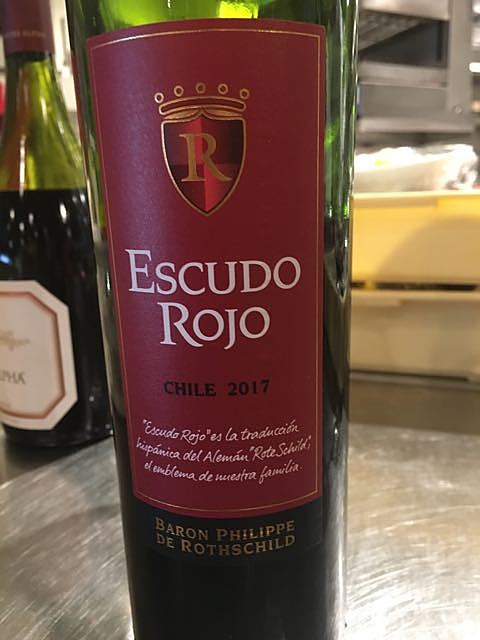 R
ESCUDO
ROJO
CHILE 2017
"Escudo Rojo" es la traducción
hispánica del Alemán "Rote Schild",
el emblema de nuestra familia.
BARON PHILIPPE
DE ROTHSCHILD